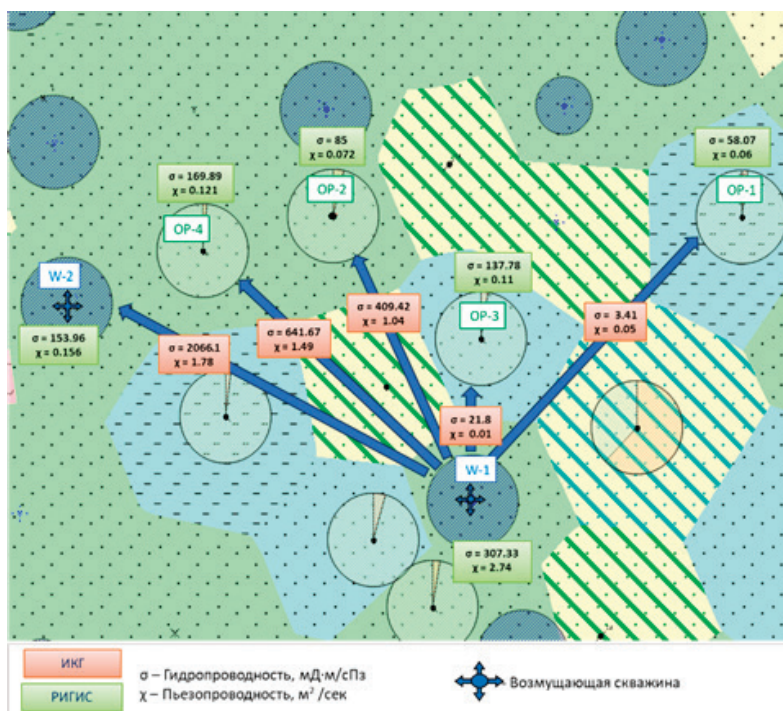 σ = 58.07
χ = 0.06
OP-1
σ = 85
χ = 0.072
OP-2
σ = 169.89
χ = 0.121
OP-4
σ = 137.78
χ = 0.11
OP-3
W-2
σ = 153.96
χ = 0.156
σ = 2066.1
χ = 1.78
σ = 641.67
χ = 1.49
σ = 409.42
χ = 1.04
σ = 3.41
χ = 0.05
σ = 21.8
χ = 0.01
W-1
σ = 307.33
χ = 2.74
ИКГ
РИГИС
σ – Гидропроводность, мД·м/сПз
χ – Пьезопроводность, м² /сек
Возмущающая скважина